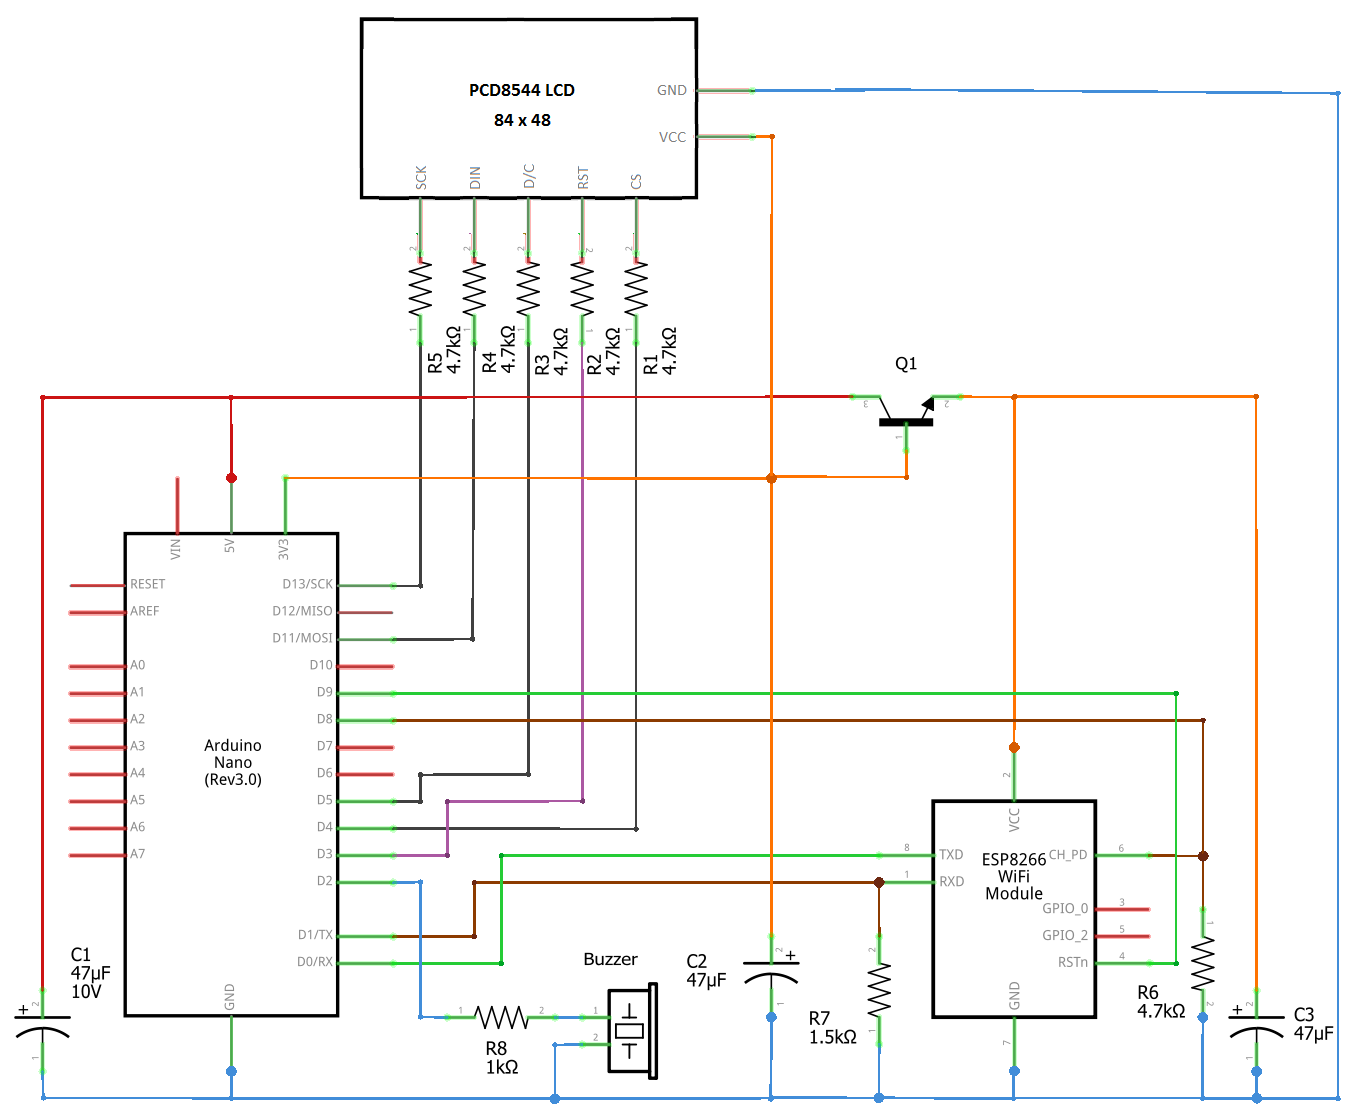 PCD8544 LCD
84 x 48
GND
VCC
SCK
DIN
D/C
RST
CS
2
2
2
2
2
1
1
1
1
1
R5
4.7kΩ
R4
4.7kΩ
R3
4.7kΩ
R2
4.7kΩ
R1
4.7kΩ
Q1
3
2
1
VIN
5V
3V3
RESET
AREF
A0
A1
A2
A3
A4
A5
A6
A7
Arduino
Nano
(Rev3.0)
D13/SCK
D12/MISO
D11/MOSI
D10
D9
D8
D7
D6
D5
D4
D3
D2
D1/TX
D0/RX
GND
C1
47µF
10V
+
2
1
R8
1kΩ
1
2
Buzzer
1
2
C2
47µF
+
2
1
R7
1.5kΩ
2
1
ESP8266
WiFi
Module
2
VCC
8
TXD
1
RXD
CH_PD
6
GPIO_0
3
GPIO_2
5
RSTn
4
GND
7
R6
4.7kΩ
1
2
C3
47µF
+
2
1